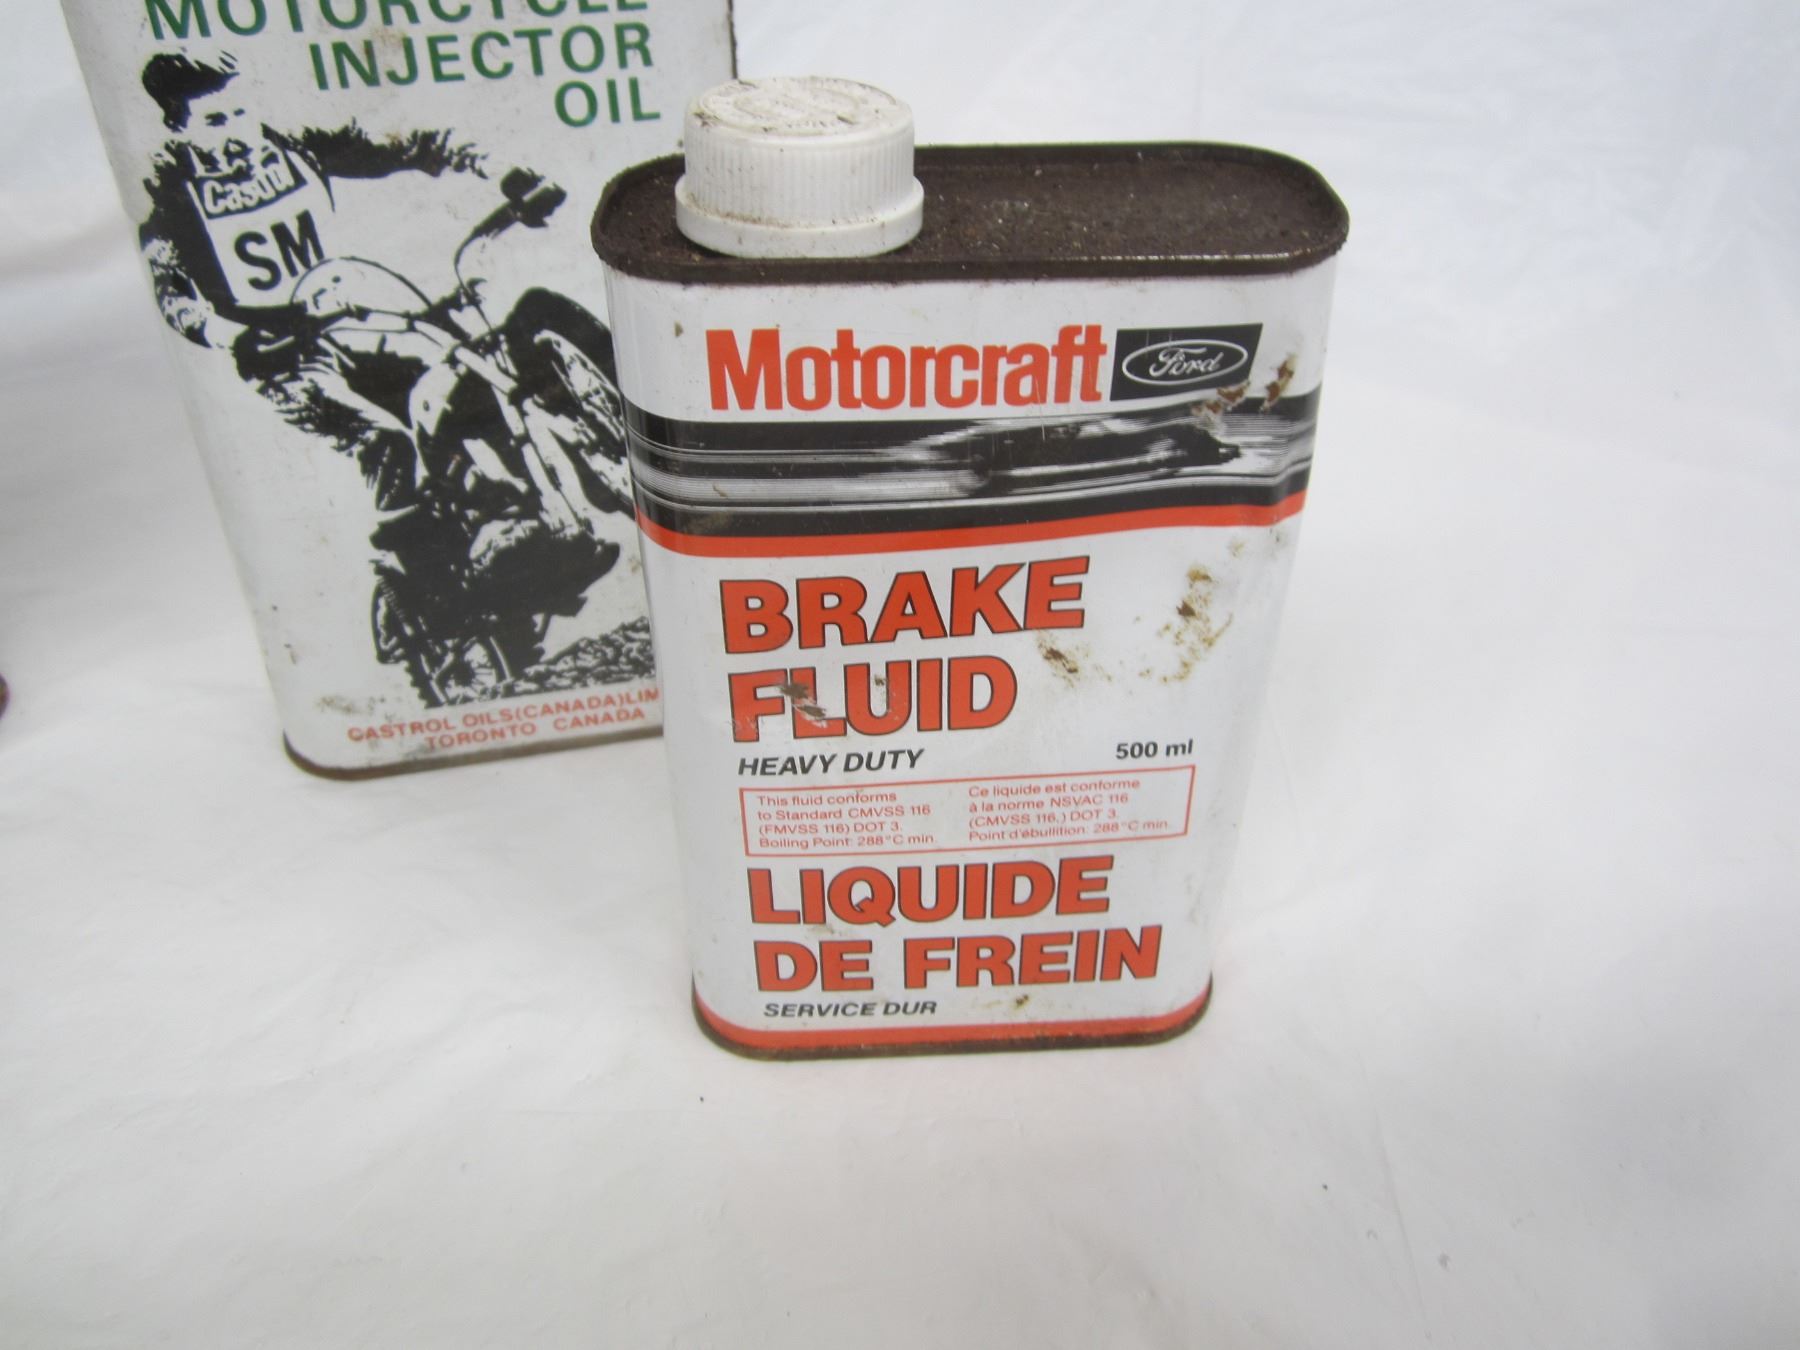 MOTORCYCLE
INJECTOR
OIL
Castrol
SM
CASTROL OILS (CANADA) LIM
TORONTO CANADA
Motorcraft Ford
BRAKE
FLUID
HEAVY DUTY
500 ml
This fluid conforms
to Standard CMVSS 116
(FMVSS 116) DOT 3.
Boiling Point: 288°C min.
Ce liquide est conforme
à la norme NSVAC 116
(CMVSS 116,) DOT 3.
Point d'ébullition: 288°C min.
LIQUIDE
DE FREIN
SERVICE DUR